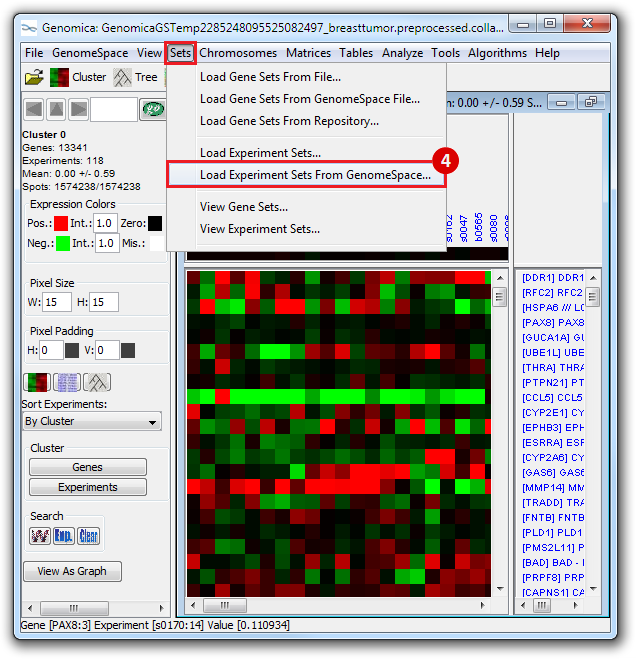 Genomica: GenomicaGSTemp2285248095525082497_breasttumor.preprocessed.colla...
File GenomeSpace View Sets Chromosomes Matrices Tables Analyze Tools Algorithms Help
Cluster Tree
Load Gene Sets From File...
Load Gene Sets From GenomeSpace File...
Load Gene Sets From Repository...
Load Experiment Sets...
4
Load Experiment Sets From GenomeSpace...
View Gene Sets...
View Experiment Sets...
n: 0.00 +/- 0.59 S...
Cluster 0
Genes: 13341
Experiments: 118
Mean: 0.00 +/- 0.59
Spots: 1574238/1574238
Expression Colors
Pos.: Int.: 1.0 Zero:
Neg.: Int.: 1.0 Mis.:
s0162
s0047
b0565
s0080
Pixel Size
W: 15 H: 15
Pixel Padding
H: 0 V: 0
Sort Experiments:
By Cluster
Cluster
Genes
Experiments
Search
Exp. Clear
View As Graph
[DDR1] DDR1
[RFC2] RFC2
[HSPA6 /// LO
[PAX8] PAX8
[GUCA1A] GUC
[UBE1L] UBE
[THRA] THRA
[PTPN21] PT
[CCL5] CCL5
[CYP2E1] CY
[EPHB3] EPH
[ESRRA] ESR
[CYP2A6] CY
[GAS6] GAS6
[MMP14] MM
[TRADD] TRA
[FNTB] FNTB
[PLD1] PLD1
[PMS2L11] P
[BAD] BAD - 
[PRPF8] PRP
[CAPNS1] CA
Gene [PAX8:3] Experiment [s0170:14] Value [0.110934]